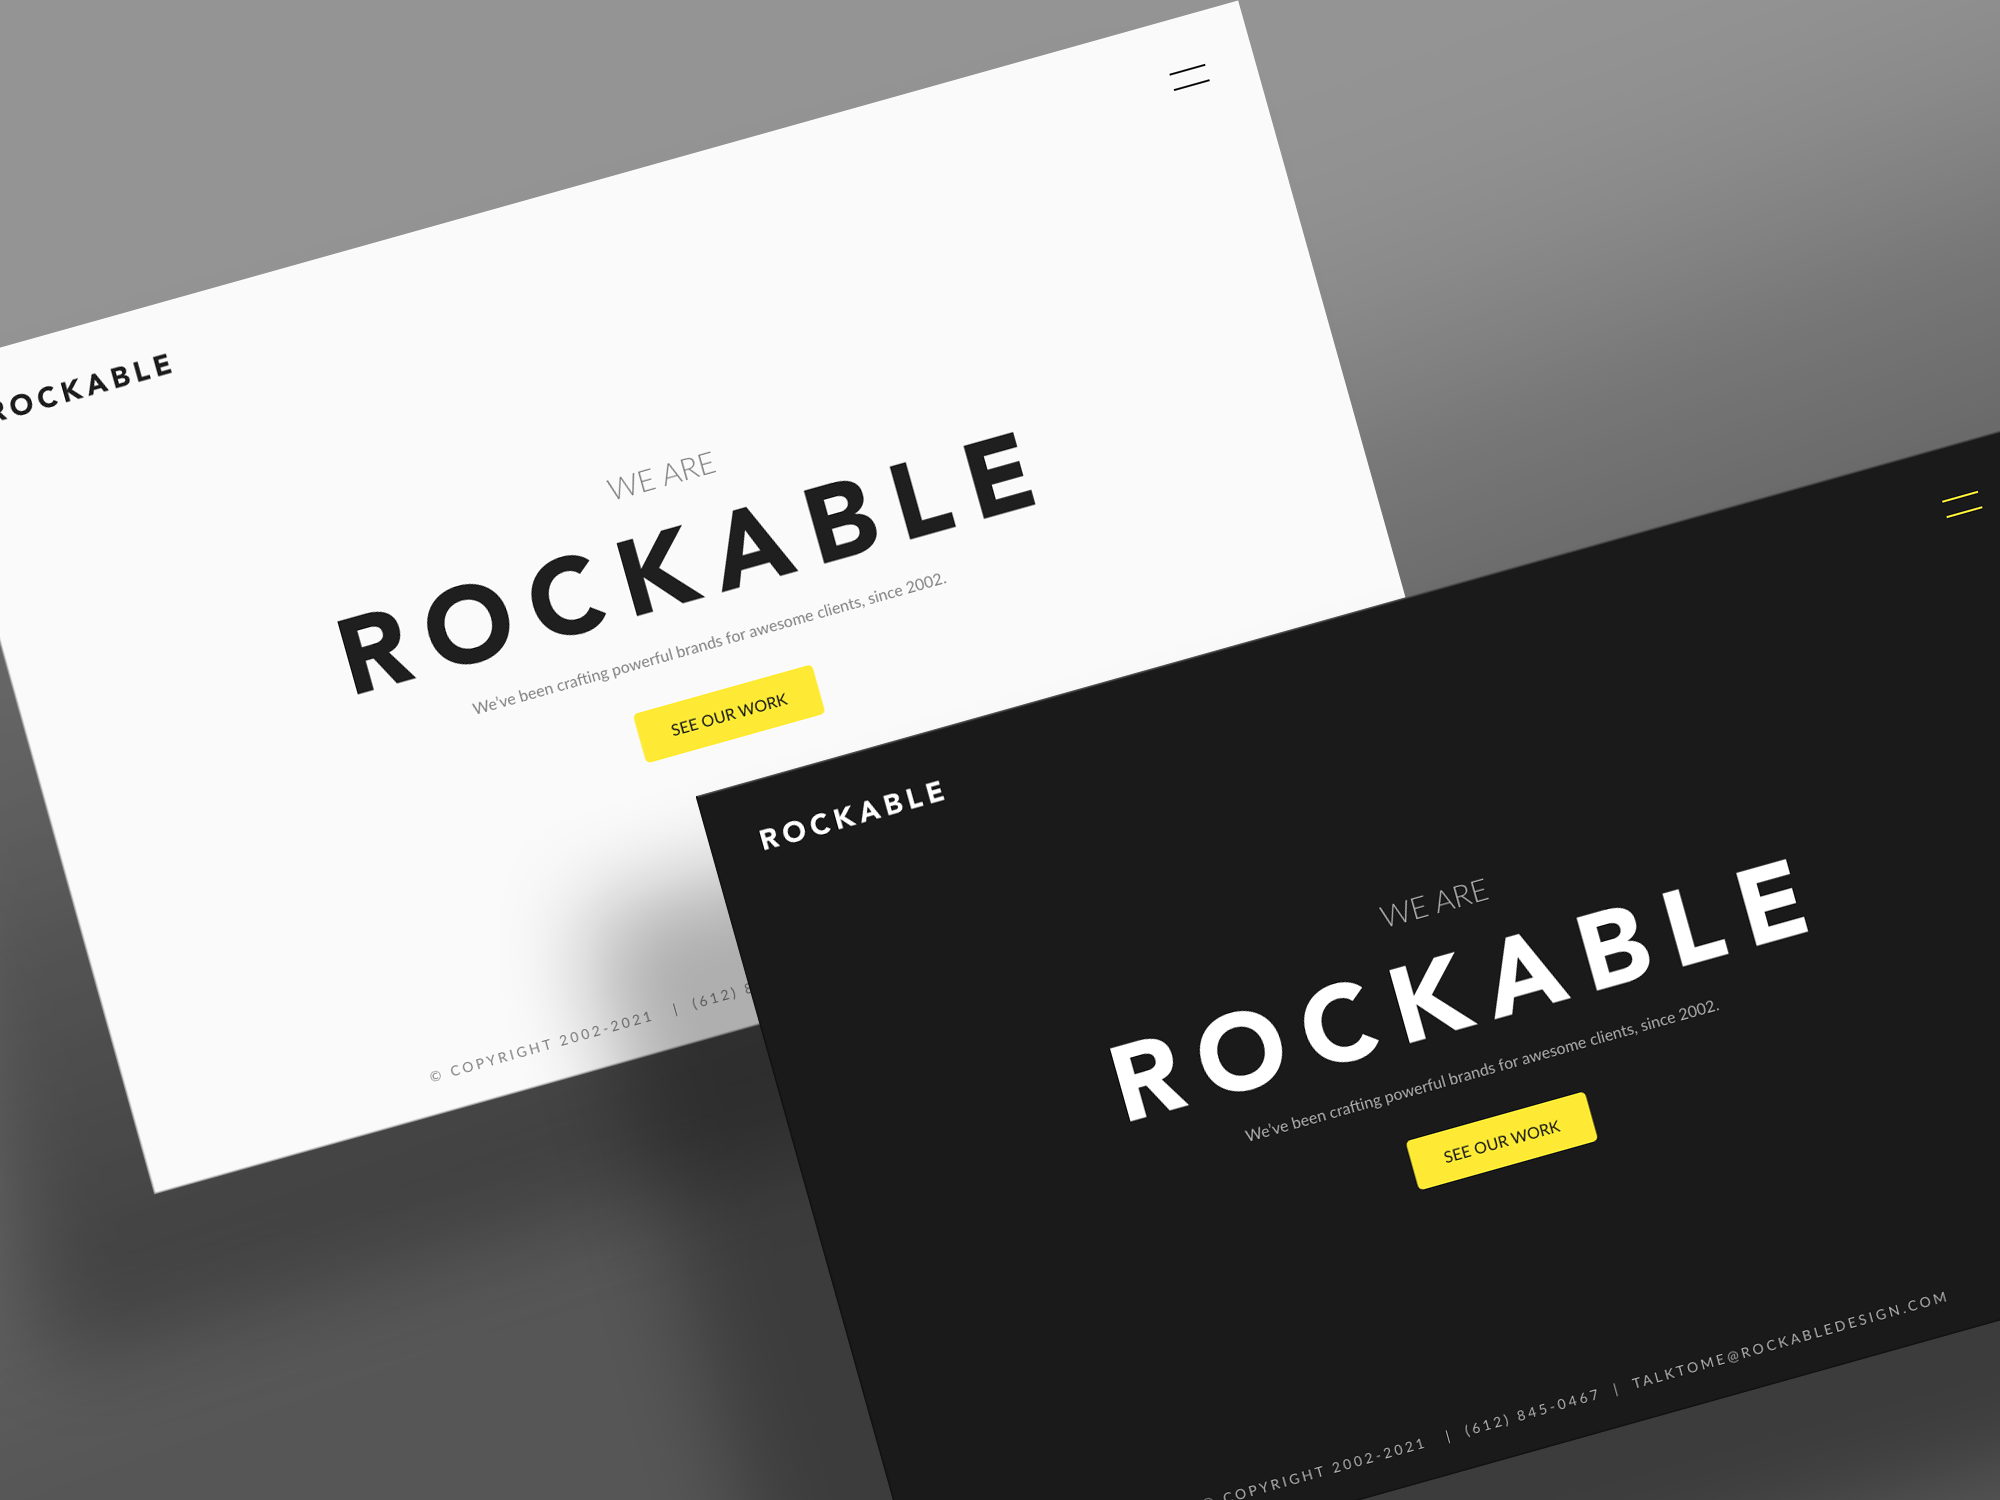 ROCKABLE
WE ARE
ROCKABLE
We've been crafting powerful brands for awesome clients, since 2002.
SEE OUR WORK
© COPYRIGHT 2002-2021 | (612) 8
ROCKABLE
WE ARE
ROCKABLE
We've been crafting powerful brands for awesome clients, since 2002.
SEE OUR WORK
© COPYRIGHT 2002-2021 | (612) 845-0467 | TALKTOME@ROCKABLEDESIGN.COM